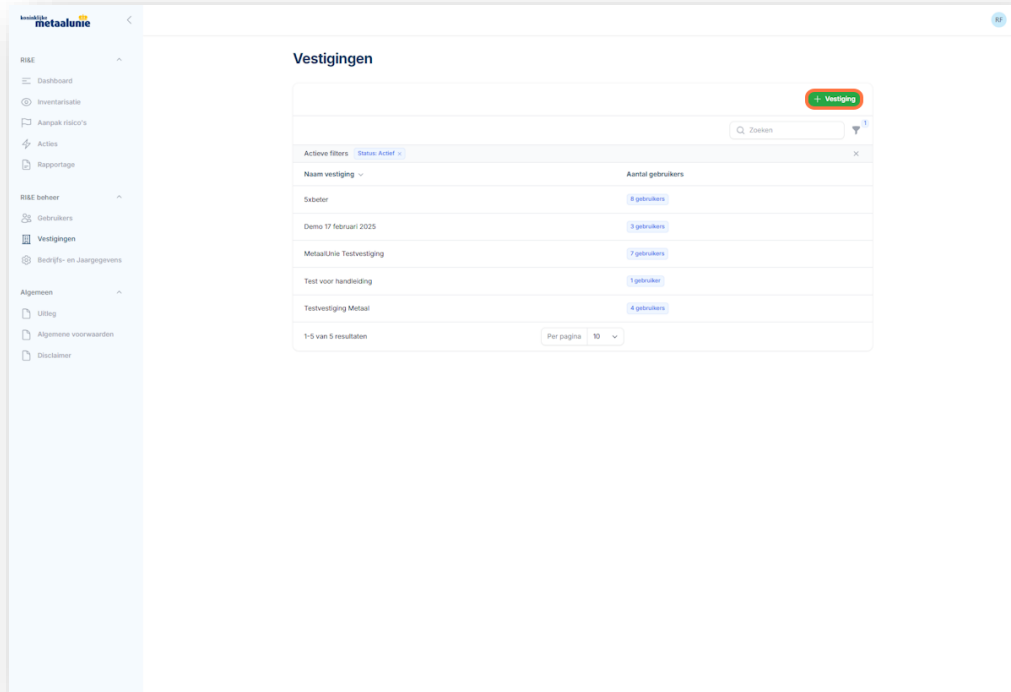 koninklijke
metaalunie
RF
RI&E
Dashboard
Inventarisatie
Aanpak risico's
Acties
Rapportage
RI&E beheer
Gebruikers
Vestigingen
Bedrijfs- en Jaargegevens
Algemeen
Uitleg
Algemene voorwaarden
Disclaimer
Vestigingen
+ Vestiging
Zoeken
1
Actieve filters Status: Actief ×
Naam vestiging Aantal gebruikers
5xbeter 8 gebruikers
Demo 17 februari 2025 3 gebruikers
MetaalUnie Testvestiging 7 gebruikers
Test voor handleiding 1 gebruiker
Testvestiging Metaal 4 gebruikers
1-5 van 5 resultaten Per pagina 10